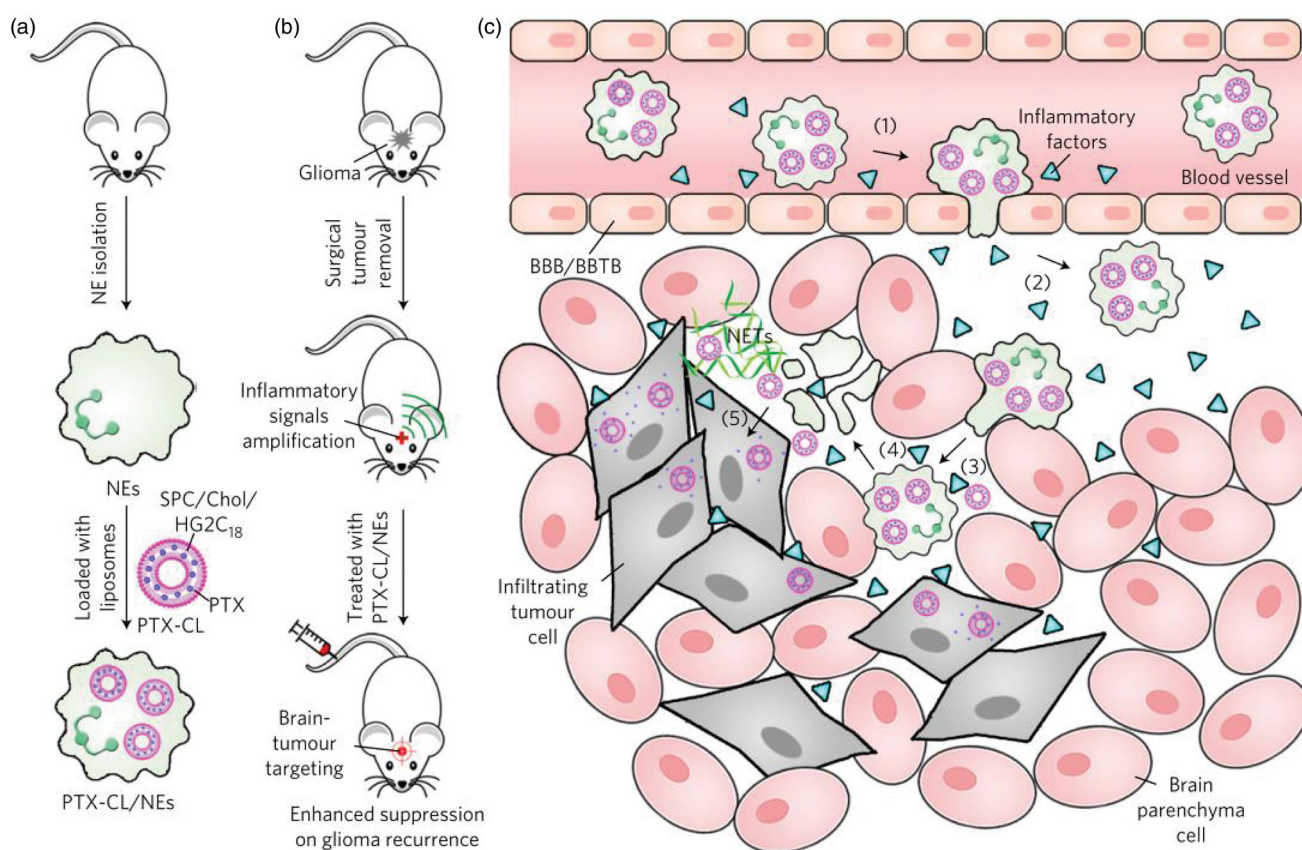 (a)
NE isolation
NEs
Loaded with
liposomes
SPC/Chol/
HG2C18
PTX
PTX-CL
PTX-CL/NEs
(b)
Glioma
Surgical
tumour
removal
Inflammatory
signals
amplification
Treated with
PTX-CL/NEs
Brain-
tumour
targeting
Enhanced suppression
on glioma recurrence
(c)
(1)
Inflammatory
factors
Blood vessel
BBB/BBTB
(2)
NETs
(5)
(4)
(3)
Infiltrating
tumour
cell
Brain
parenchyma
cell